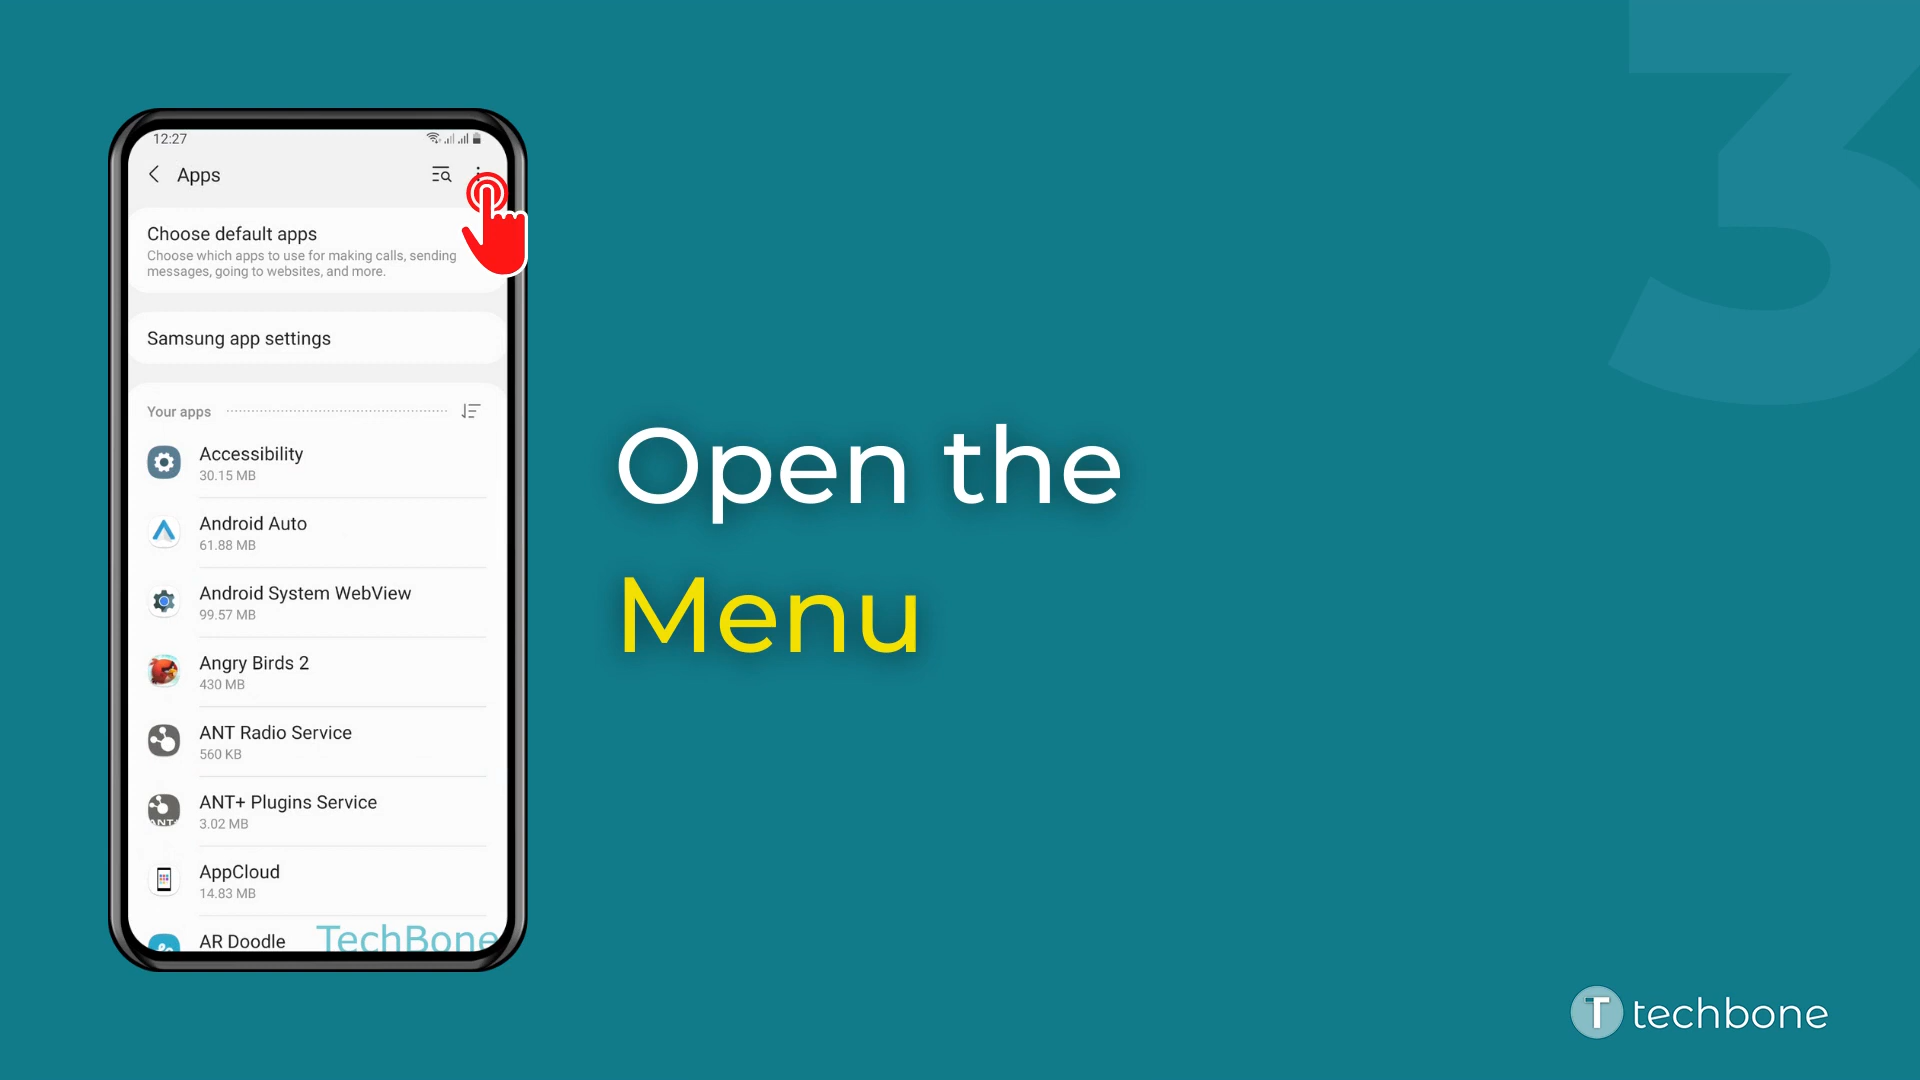 3
12:27
Apps
Choose default apps
Choose which apps to use for making calls, sending
messages, going to websites, and more.
Samsung app settings
Your apps
Accessibility
30.15 MB
Android Auto
61.88 MB
Android System WebView
99.57 MB
Angry Birds 2
430 MB
ANT Radio Service
560 KB
ANT+ Plugins Service
3.02 MB
AppCloud
14.83 MB
AR Doodle
TechBone
Open the
Menu
T techbone